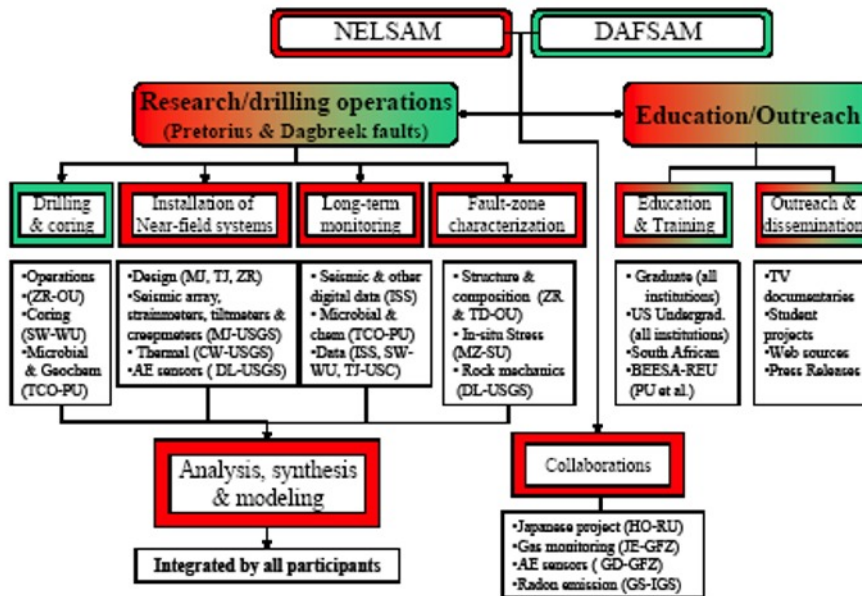 NELSAM
DAFSAM
Research/drilling operations
(Pretorius & Dagbreek faults)
Education/Outreach
Drilling
& coring
Installation of
Near-field systems
Long-term
monitoring
Fault-zone
characterization
Education
& Training
Outreach &
dissemination
•Operations
•(ZR-OU)
•Coring
(SW-WU)
•Microbial
& Geochem
(TCO-PU)
•Design (MJ, TJ, ZR)
•Seismic array,
strainmeters, tiltmeters &
creepmeters (MJ-USGS)
•Thermal (CW-USGS)
•AE sensors ( DL-USGS)
•Seismic & other
digital data (ISS)
•Microbial &
chem (TCO-PU)
•Data (ISS, SW-
WU, TJ-USC)
•Structure &
composition (ZR
& TD-OU)
•In-situ Stress
(MZ-SU)
•Rock mechanics
(DL-USGS)
•Graduate (all
institutions)
•US Undergrad.
(all institutions)
•South African
•BEESA-REU
(PU et al.)
•TV
documentaries
•Student
projects
•Web sources
•Press Releases
Analysis, synthesis
& modeling
Integrated by all participants
Collaborations
•Japanese project (HO-RU)
•Gas monitoring (JE-GFZ)
•AE sensors ( GD-GFZ)
•Radon emission (GS-IGS)